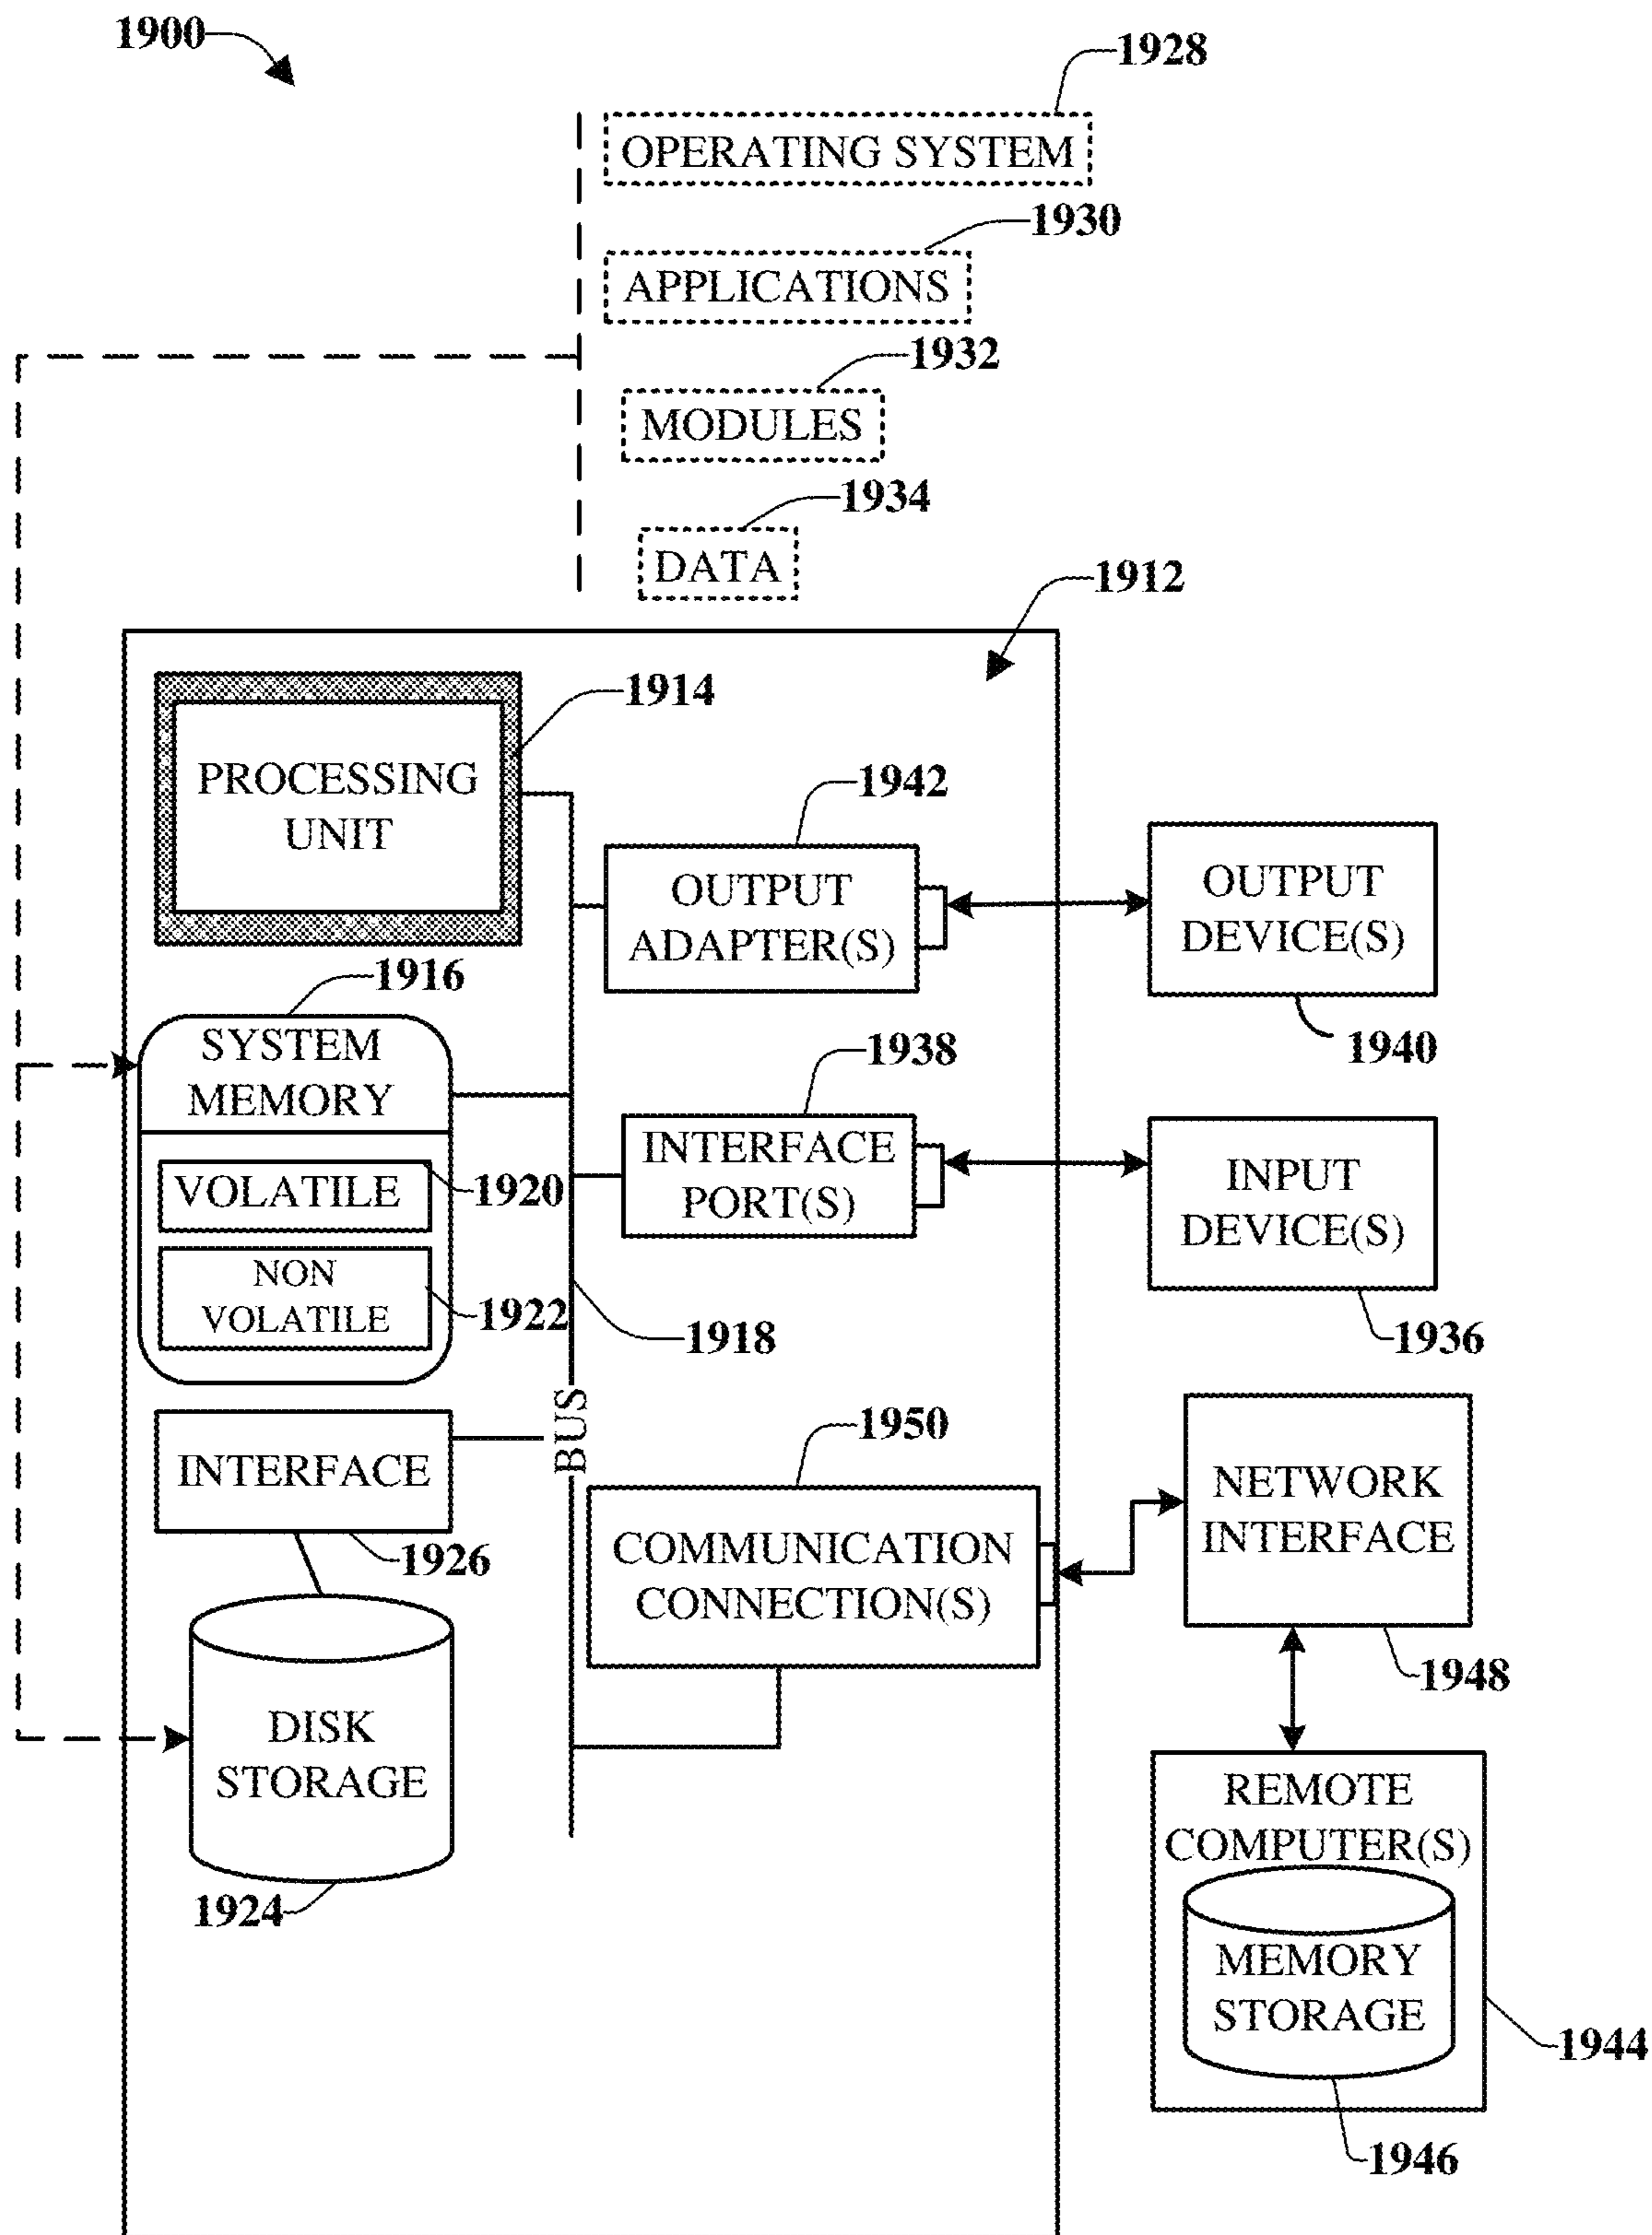 1900
1928
OPERATING SYSTEM
1930
APPLICATIONS
1932
MODULES
1934
DATA
1912
1914
PROCESSING
UNIT
1942
OUTPUT
ADAPTER(S)
OUTPUT
DEVICE(S)
1940
1916
SYSTEM
MEMORY
VOLATILE
1920
NON
VOLATILE
1922
1938
INTERFACE
PORT(S)
INPUT
DEVICE(S)
1936
1918
BUS
INTERFACE
1926
1950
COMMUNICATION
CONNECTION(S)
NETWORK
INTERFACE
1948
DISK
STORAGE
1924
REMOTE
COMPUTER(S)
MEMORY
STORAGE
1944
1946